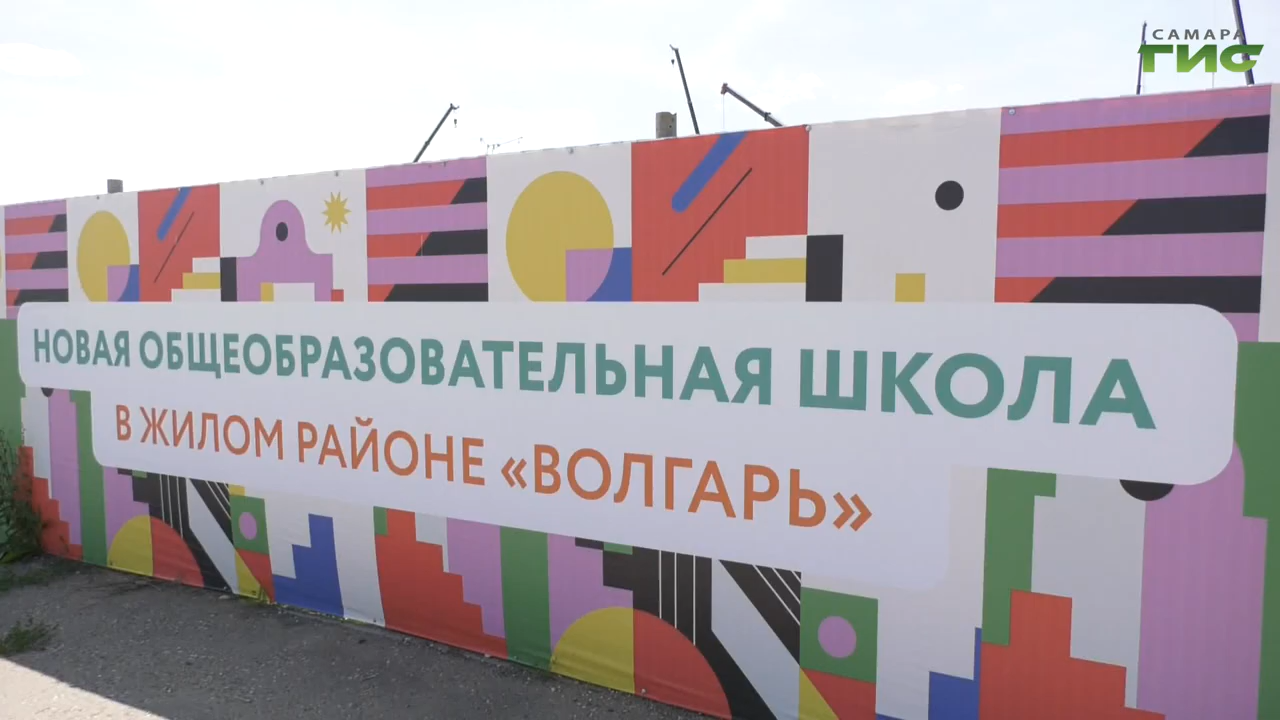 САМАРА
ГИС
НОВАЯ ОБЩЕОБРАЗОВАТЕЛЬНАЯ ШКОЛА
В ЖИЛОМ РАЙОНЕ «ВОЛГАРЬ»